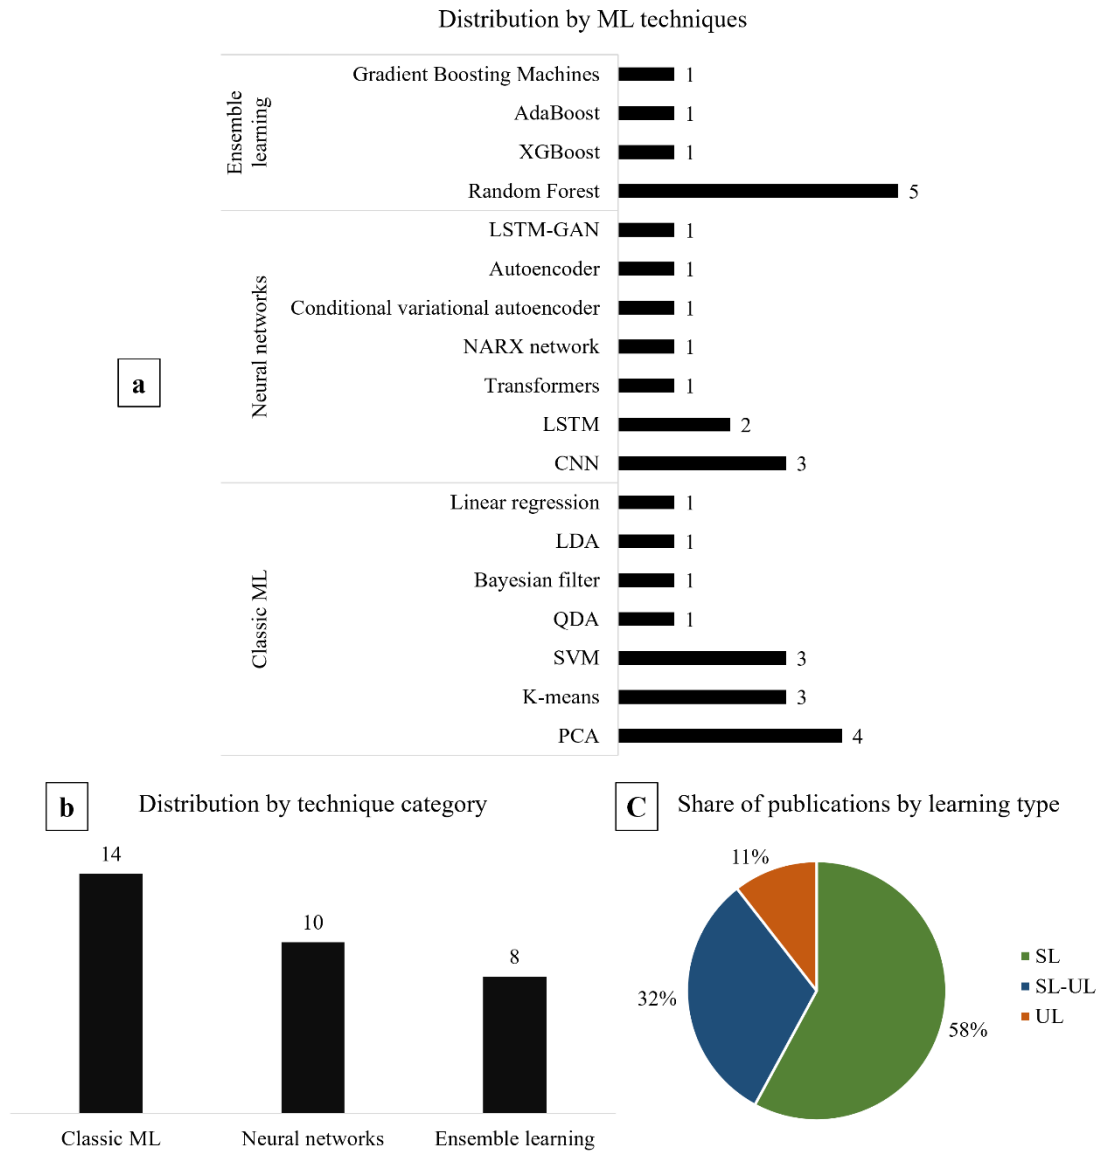 Distribution by ML techniques
Ensemble
learning
Gradient Boosting Machines 1
AdaBoost 1
XGBoost 1
Random Forest 5
Neural networks
LSTM-GAN 1
Autoencoder 1
Conditional variational autoencoder 1
NARX network 1
Transformers 1
LSTM 2
CNN 3
a
Classic ML
Linear regression 1
LDA 1
Bayesian filter 1
QDA 1
SVM 3
K-means 3
PCA 4
b
Distribution by technique category
14
10
8
Classic ML
Neural networks
Ensemble learning
C
Share of publications by learning type
11%
32%
58%
SL
SL-UL
UL